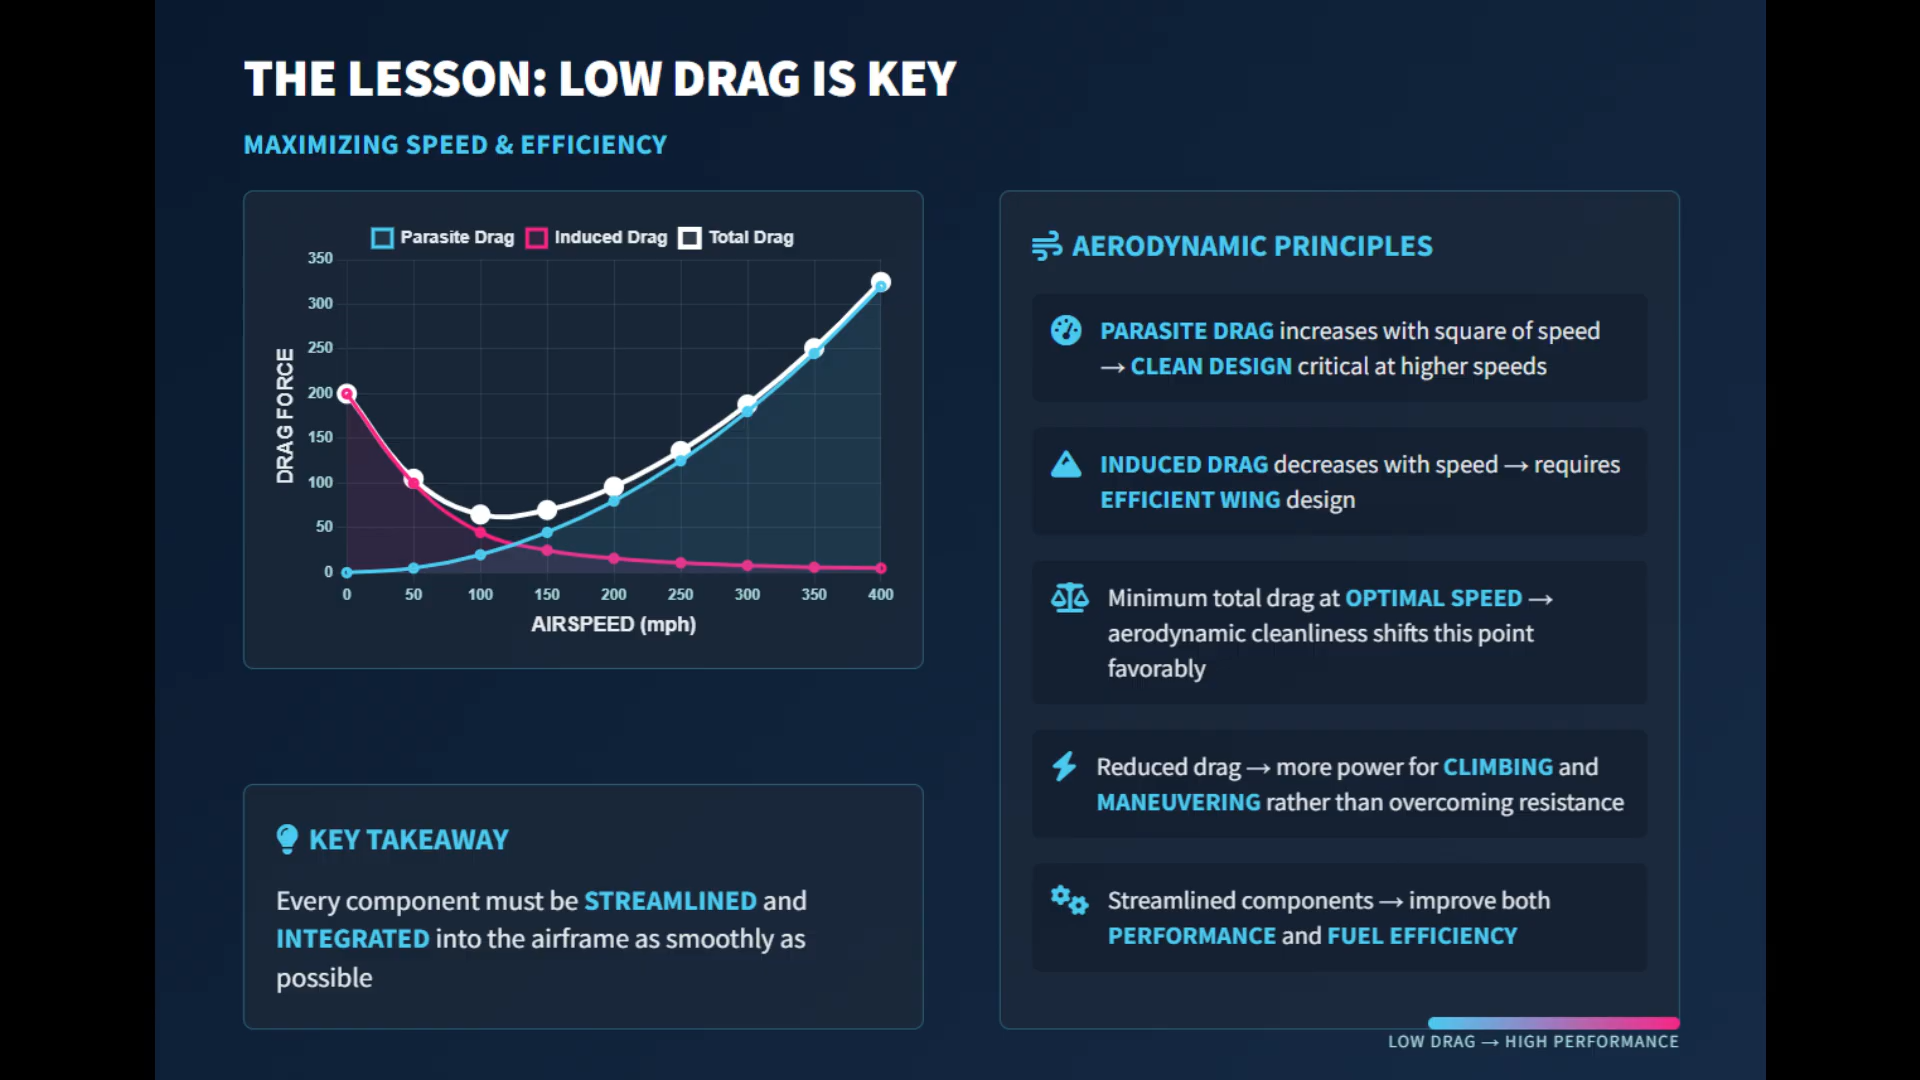 THE LESSON: LOW DRAG IS KEY
MAXIMIZING SPEED & EFFICIENCY
Parasite Drag Induced Drag Total Drag
350
300
250
200
150
100
50
0
DRAG FORCE
0 50 100 150 200 250 300 350 400
AIRSPEED (mph)
KEY TAKEAWAY
Every component must be STREAMLINED and
INTEGRATED into the airframe as smoothly as
possible
AERODYNAMIC PRINCIPLES
PARASITE DRAG increases with square of speed
→ CLEAN DESIGN critical at higher speeds
INDUCED DRAG decreases with speed → requires
EFFICIENT WING design
Minimum total drag at OPTIMAL SPEED →
aerodynamic cleanliness shifts this point
favorably
Reduced drag → more power for CLIMBING and
MANEUVERING rather than overcoming resistance
Streamlined components → improve both
PERFORMANCE and FUEL EFFICIENCY
LOW DRAG → HIGH PERFORMANCE